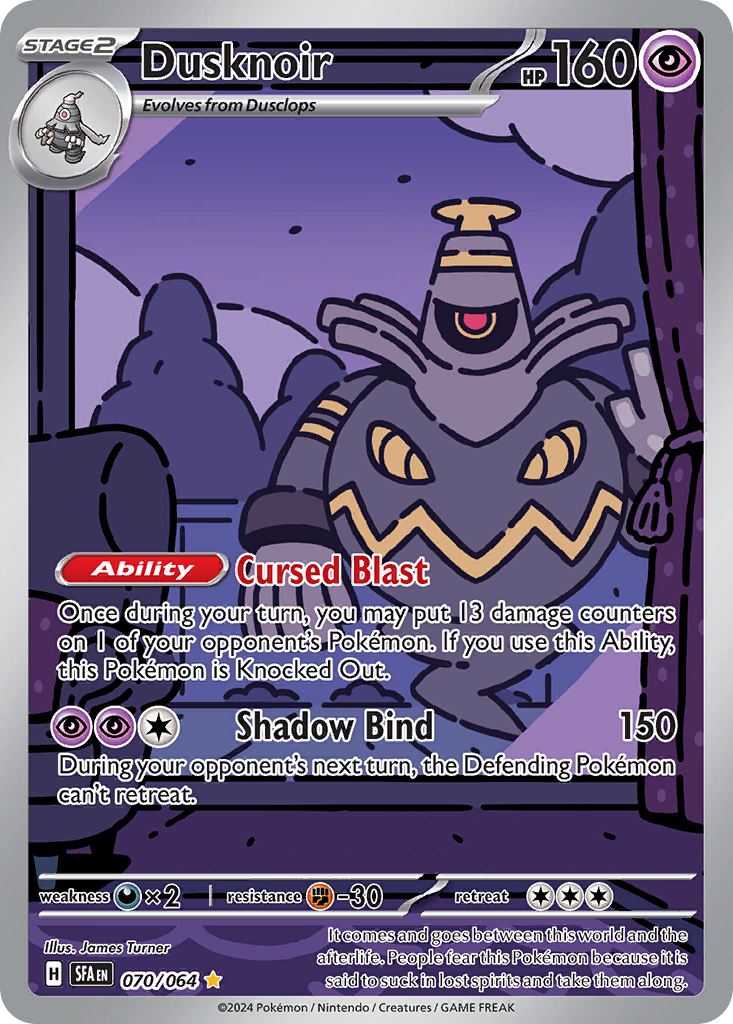 STAGE2
Dusknoir
HP 160
Evolves from Dusclops
Ability Cursed Blast
Once during your turn, you may put 13 damage counters
on 1 of your opponent's Pokémon. If you use this Ability,
this Pokémon is Knocked Out.
Shadow Bind 150
During your opponent's next turn, the Defending Pokémon
can't retreat.
weakness ×2 resistance -30 retreat
Illus. James Turner
It comes and goes between this world and the
afterlife. People fear this Pokémon because it is
said to suck in lost spirits and take them along.
H SFA EN 070/064
©2024 Pokémon / Nintendo / Creatures / GAME FREAK